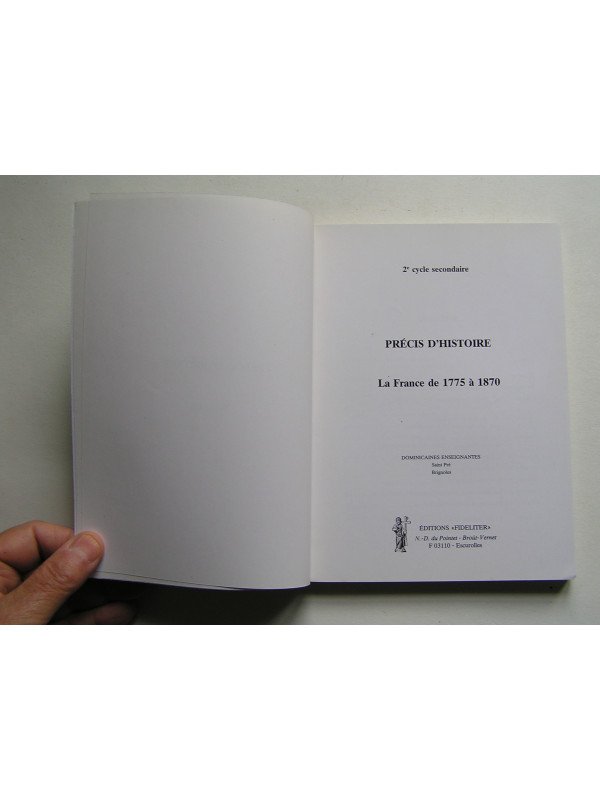 2e cycle secondaire
PRÉCIS D'HISTOIRE
La France de 1775 à 1870
DOMINICAINES ENSEIGNANTES
Saint Pré
Brignoles
ÉDITIONS «FIDELITER»
N.-D. du Pointet - Broût-Vernet
F 03110 - Escurolles